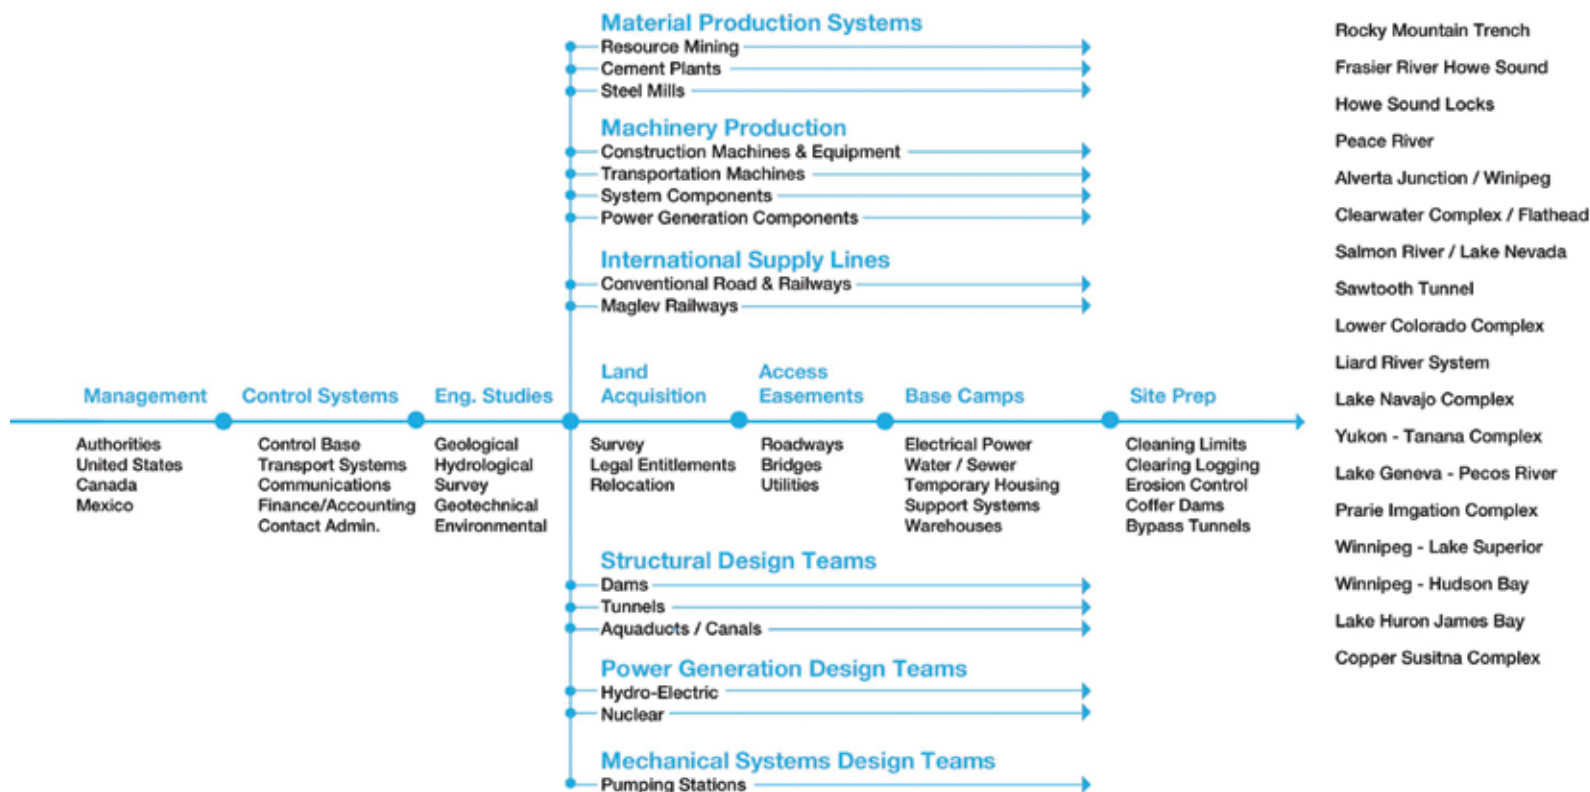 Material Production Systems
Resource Mining
Cement Plants
Steel Mills
Machinery Production
Construction Machines & Equipment
Transportation Machines
System Components
Power Generation Components
International Supply Lines
Conventional Road & Railways
Maglev Railways
Management
Authorities
United States
Canada
Mexico
Control Systems
Control Base
Transport Systems
Communications
Finance/Accounting
Contact Admin.
Eng. Studies
Geological
Hydrological
Survey
Geotechnical
Environmental
Land
Acquisition
Survey
Legal Entitlements
Relocation
Access
Easements
Roadways
Bridges
Utilities
Base Camps
Electrical Power
Water / Sewer
Temporary Housing
Support Systems
Warehouses
Site Prep
Cleaning Limits
Clearing Logging
Erosion Control
Coffer Dams
Bypass Tunnels
Structural Design Teams
Dams
Tunnels
Aquaducts / Canals
Power Generation Design Teams
Hydro-Electric
Nuclear
Mechanical Systems Design Teams
Pumping Stations
Rocky Mountain Trench
Frasier River Howe Sound
Howe Sound Locks
Peace River
Alverta Junction / Winipeg
Clearwater Complex / Flathead
Salmon River / Lake Nevada
Sawtooth Tunnel
Lower Colorado Complex
Liard River System
Lake Navajo Complex
Yukon - Tanana Complex
Lake Geneva - Pecos River
Prarie Imgation Complex
Winnipeg - Lake Superior
Winnipeg - Hudson Bay
Lake Huron James Bay
Copper Susitna Complex